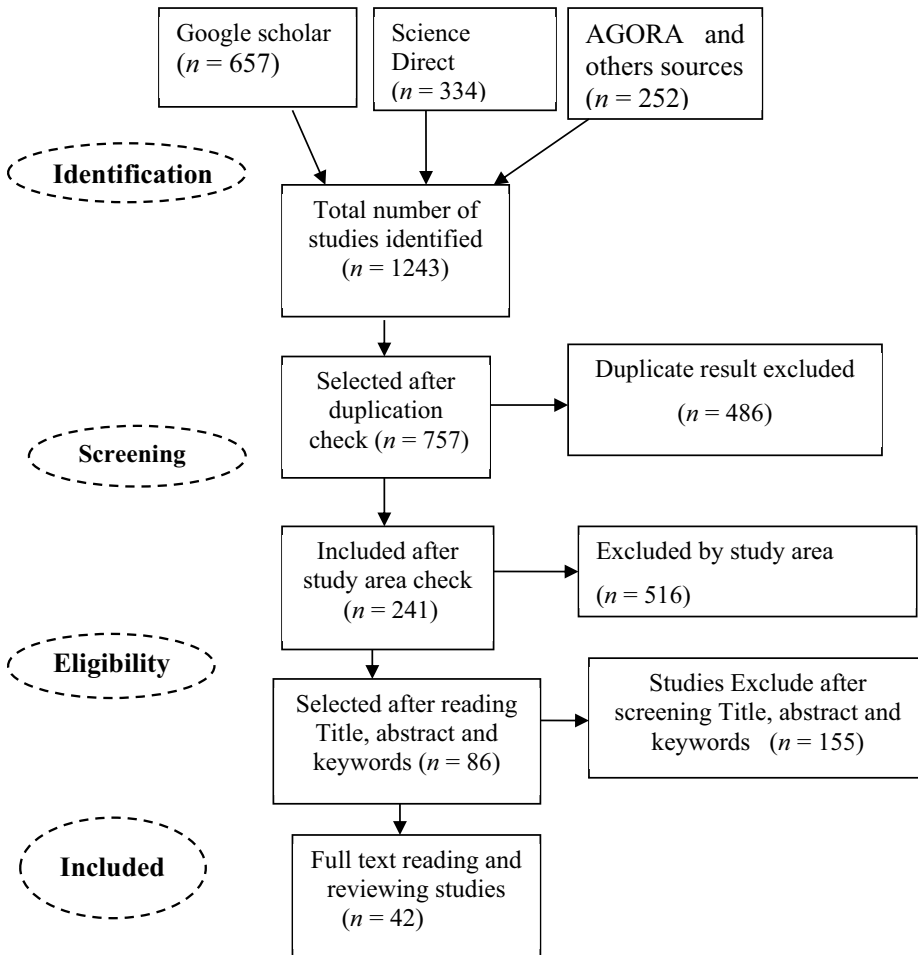 Google scholar
(n = 657)
Science
Direct
(n = 334)
AGORA and
others sources
(n = 252)
Identification
Total number of
studies identified
(n = 1243)
Selected after
duplication
check (n = 757)
Duplicate result excluded
(n = 486)
Screening
Included after
study area check
(n = 241)
Excluded by study area
(n = 516)
Eligibility
Selected after reading
Title, abstract and
keywords (n = 86)
Studies Exclude after
screening Title, abstract and
keywords (n = 155)
Included
Full text reading and
reviewing studies
(n = 42)